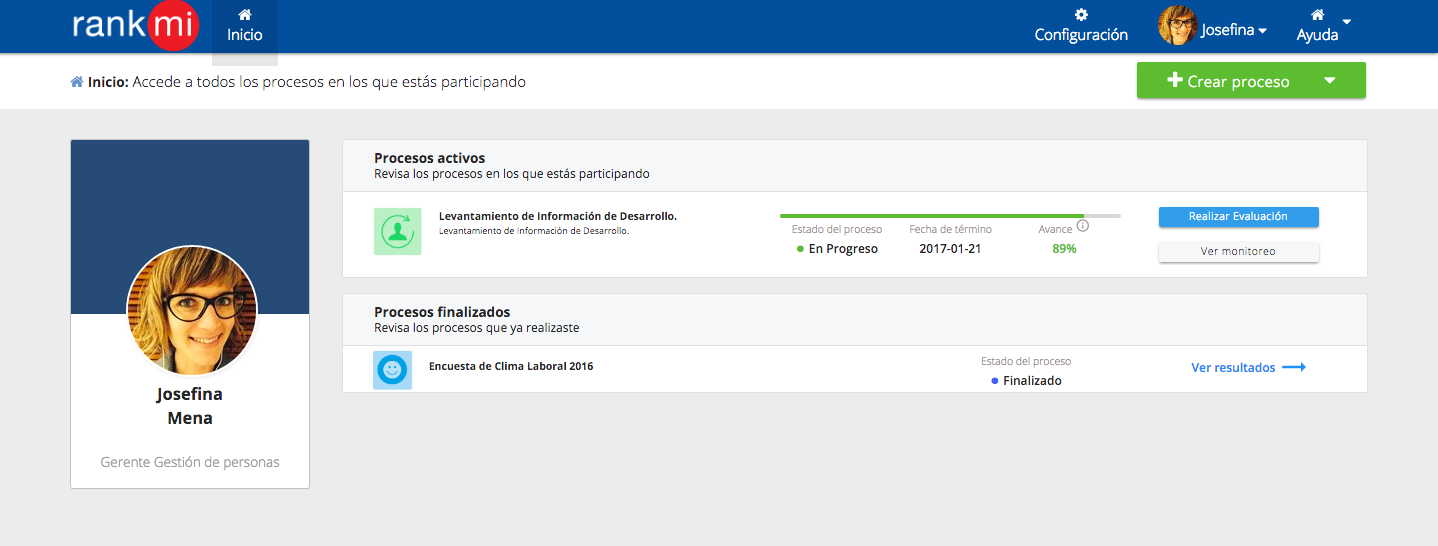 rankmi
Inicio
Configuración
Josefina
Ayuda
Inicio: Accede a todos los procesos en los que estás participando
Crear proceso
Josefina
Mena
Gerente Gestión de personas
Procesos activos
Revisa los procesos en los que estás participando
Levantamiento de Información de Desarrollo.
Levantamiento de Información de Desarrollo.
Estado del proceso
En Progreso
Fecha de término
2017-01-21
Avance
89%
Realizar Evaluación
Ver monitoreo
Procesos finalizados
Revisa los procesos que ya realizaste
Encuesta de Clima Laboral 2016
Estado del proceso
Finalizado
Ver resultados